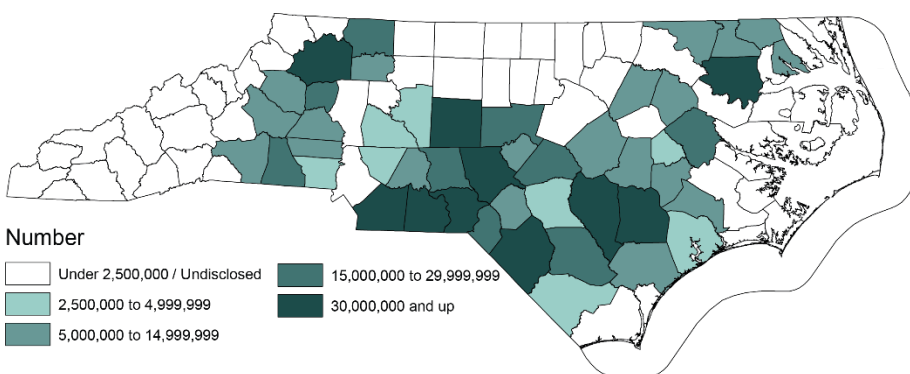 Number
Under 2,500,000 / Undisclosed
2,500,000 to 4,999,999
5,000,000 to 14,999,999
15,000,000 to 29,999,999
30,000,000 and up